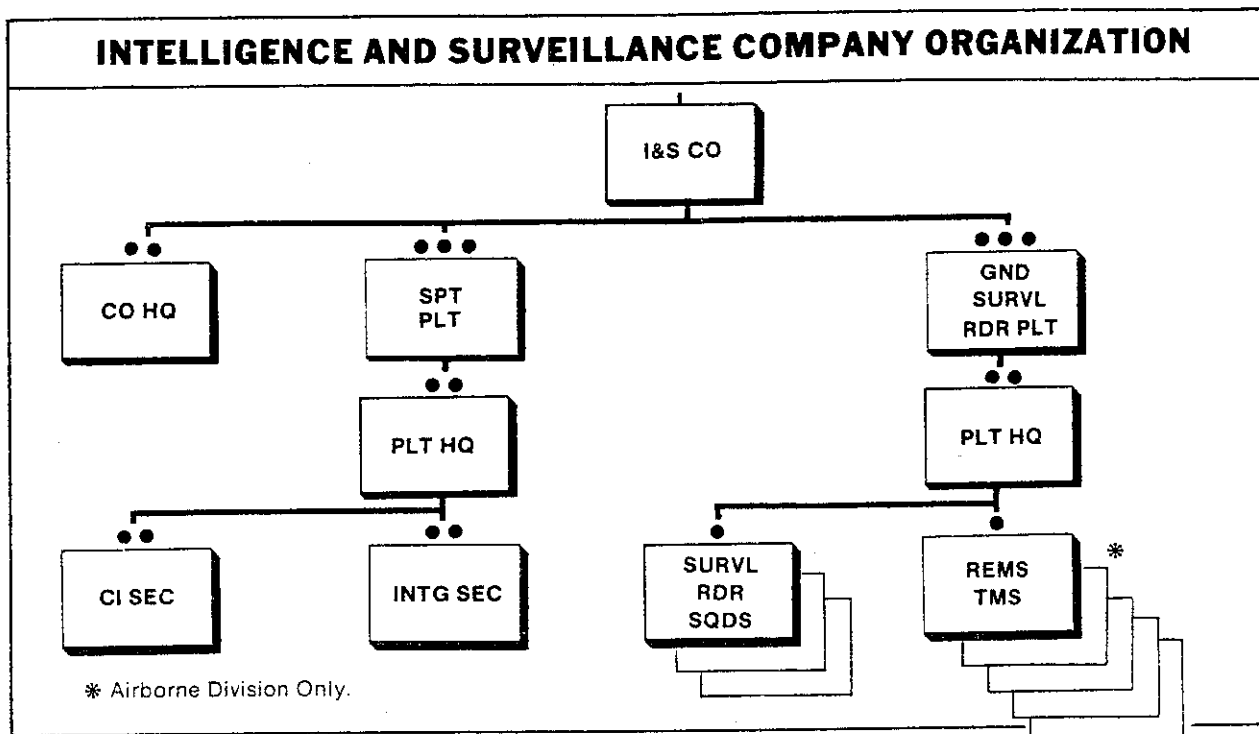 INTELLIGENCE AND SURVEILLANCE COMPANY ORGANIZATION
I&S CO
CO HQ
SPT
PLT
GND
SURVL
RDR PLT
PLT HQ
PLT HQ
CI SEC
INTG SEC
SURVL
RDR
SQDS
REMS
TMS
*
* Airborne Division Only.